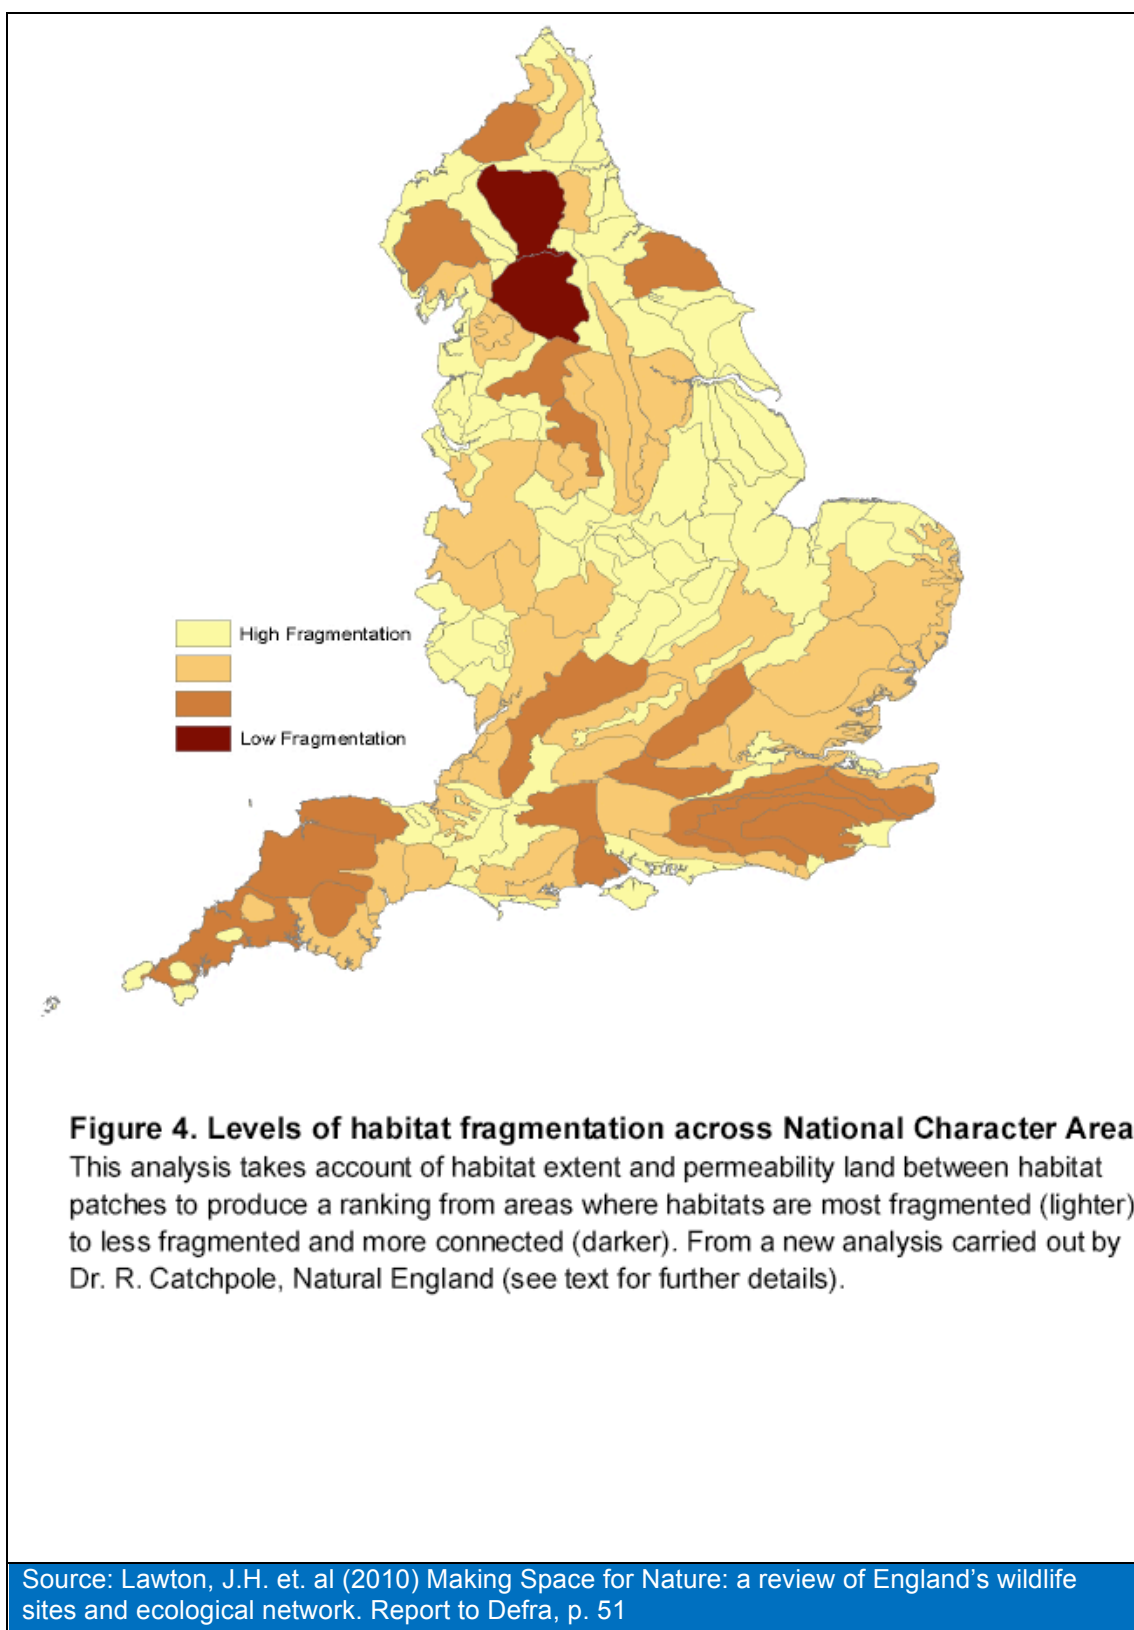 High Fragmentation
Low Fragmentation
Figure 4. Levels of habitat fragmentation across National Character Area
This analysis takes account of habitat extent and permeability land between habitat
patches to produce a ranking from areas where habitats are most fragmented (lighter)
to less fragmented and more connected (darker). From a new analysis carried out by
Dr. R. Catchpole, Natural England (see text for further details).
Source: Lawton, J.H. et. al (2010) Making Space for Nature: a review of England’s wildlife
sites and ecological network. Report to Defra, p. 51